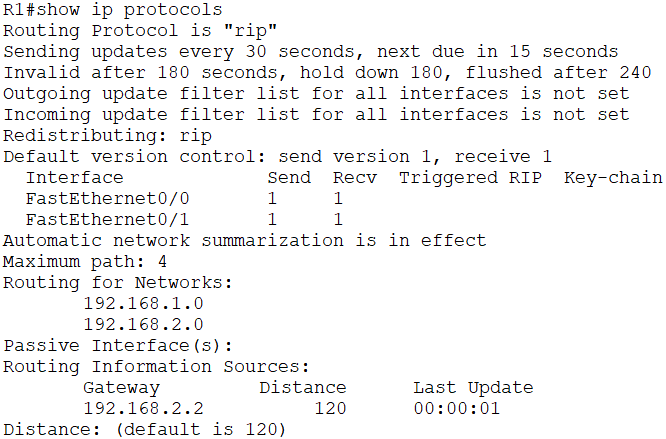 R1#show ip protocols
Routing Protocol is "rip"
Sending updates every 30 seconds, next due in 15 seconds
Invalid after 180 seconds, hold down 180, flushed after 240
Outgoing update filter list for all interfaces is not set
Incoming update filter list for all interfaces is not set
Redistributing: rip
Default version control: send version 1, receive 1
  Interface             Send  Recv  Triggered RIP  Key-chain
  FastEthernet0/0       1     1
  FastEthernet0/1       1     1
Automatic network summarization is in effect
Maximum path: 4
Routing for Networks:
        192.168.1.0
        192.168.2.0
Passive Interface(s):
Routing Information Sources:
        Gateway         Distance      Last Update
        192.168.2.2          120      00:00:01
Distance: (default is 120)